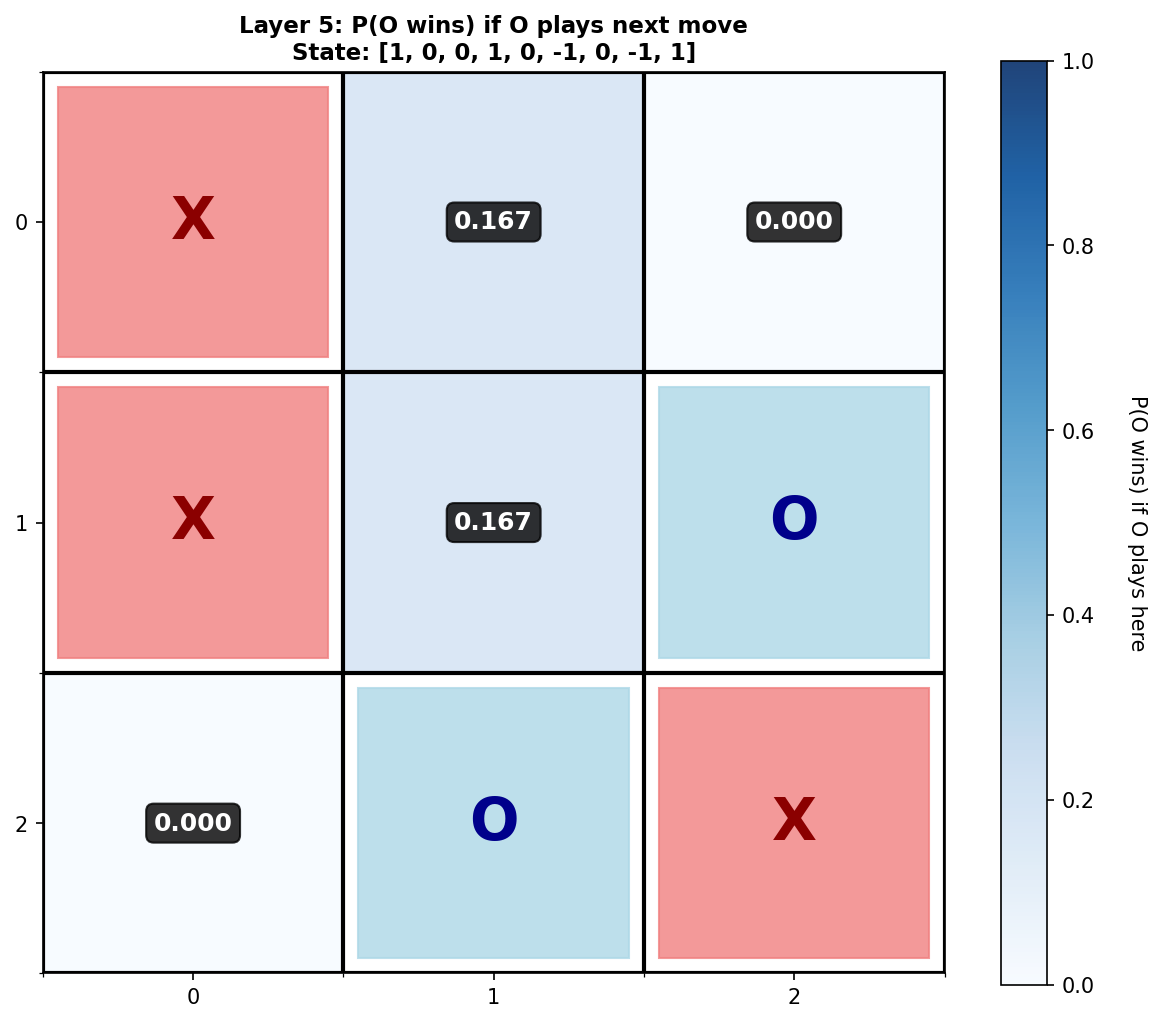 Layer 5: P(O wins) if O plays next move
State: [1, 0, 0, 1, 0, -1, 0, -1, 1]
0
X
0.167
0.000
1
X
0.167
O
2
0.000
O
X
0
1
2
1.0
0.8
0.6
0.4
0.2
0.0
P(O wins) if O plays here